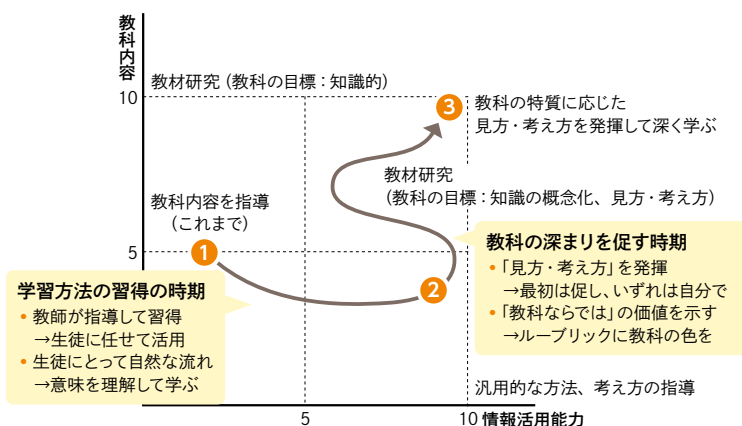 教科内容
10
教材研究（教科の目標：知識的）
3
教科の特質に応じた
見方・考え方を発揮して深く学ぶ
教材研究
（教科の目標：知識の概念化、見方・考え方）
教科内容を指導
（これまで）
5
1
2
学習方法の習得の時期
• 教師が指導して習得
→生徒に任せて活用
• 生徒にとって自然な流れ
→意味を理解して学ぶ
教科の深まりを促す時期
• 「見方・考え方」を発揮
→最初は促し、いずれは自分で
• 「教科ならでは」の価値を示す
→ルーブリックに教科の色を
汎用的な方法、考え方の指導
5
10
情報活用能力